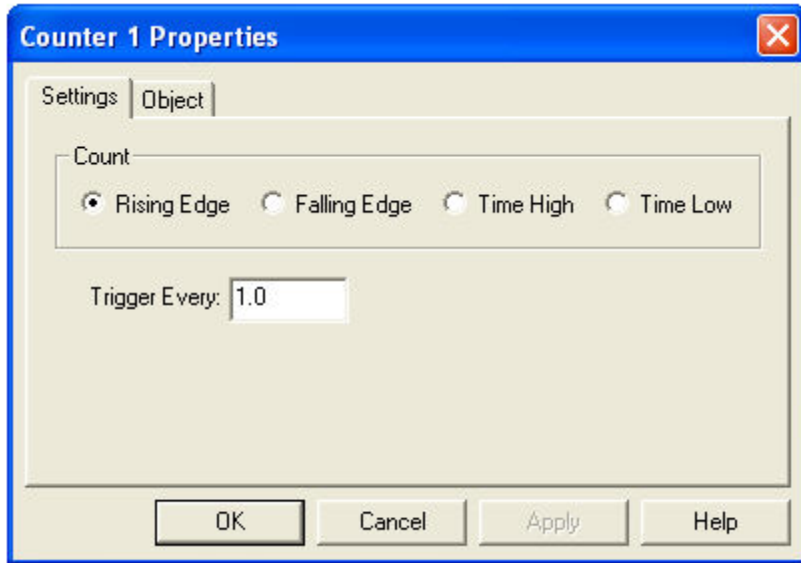 Counter 1 Properties
Settings Object
Count
Rising Edge Falling Edge Time High Time Low
Trigger Every: 1.0
OK Cancel Apply Help